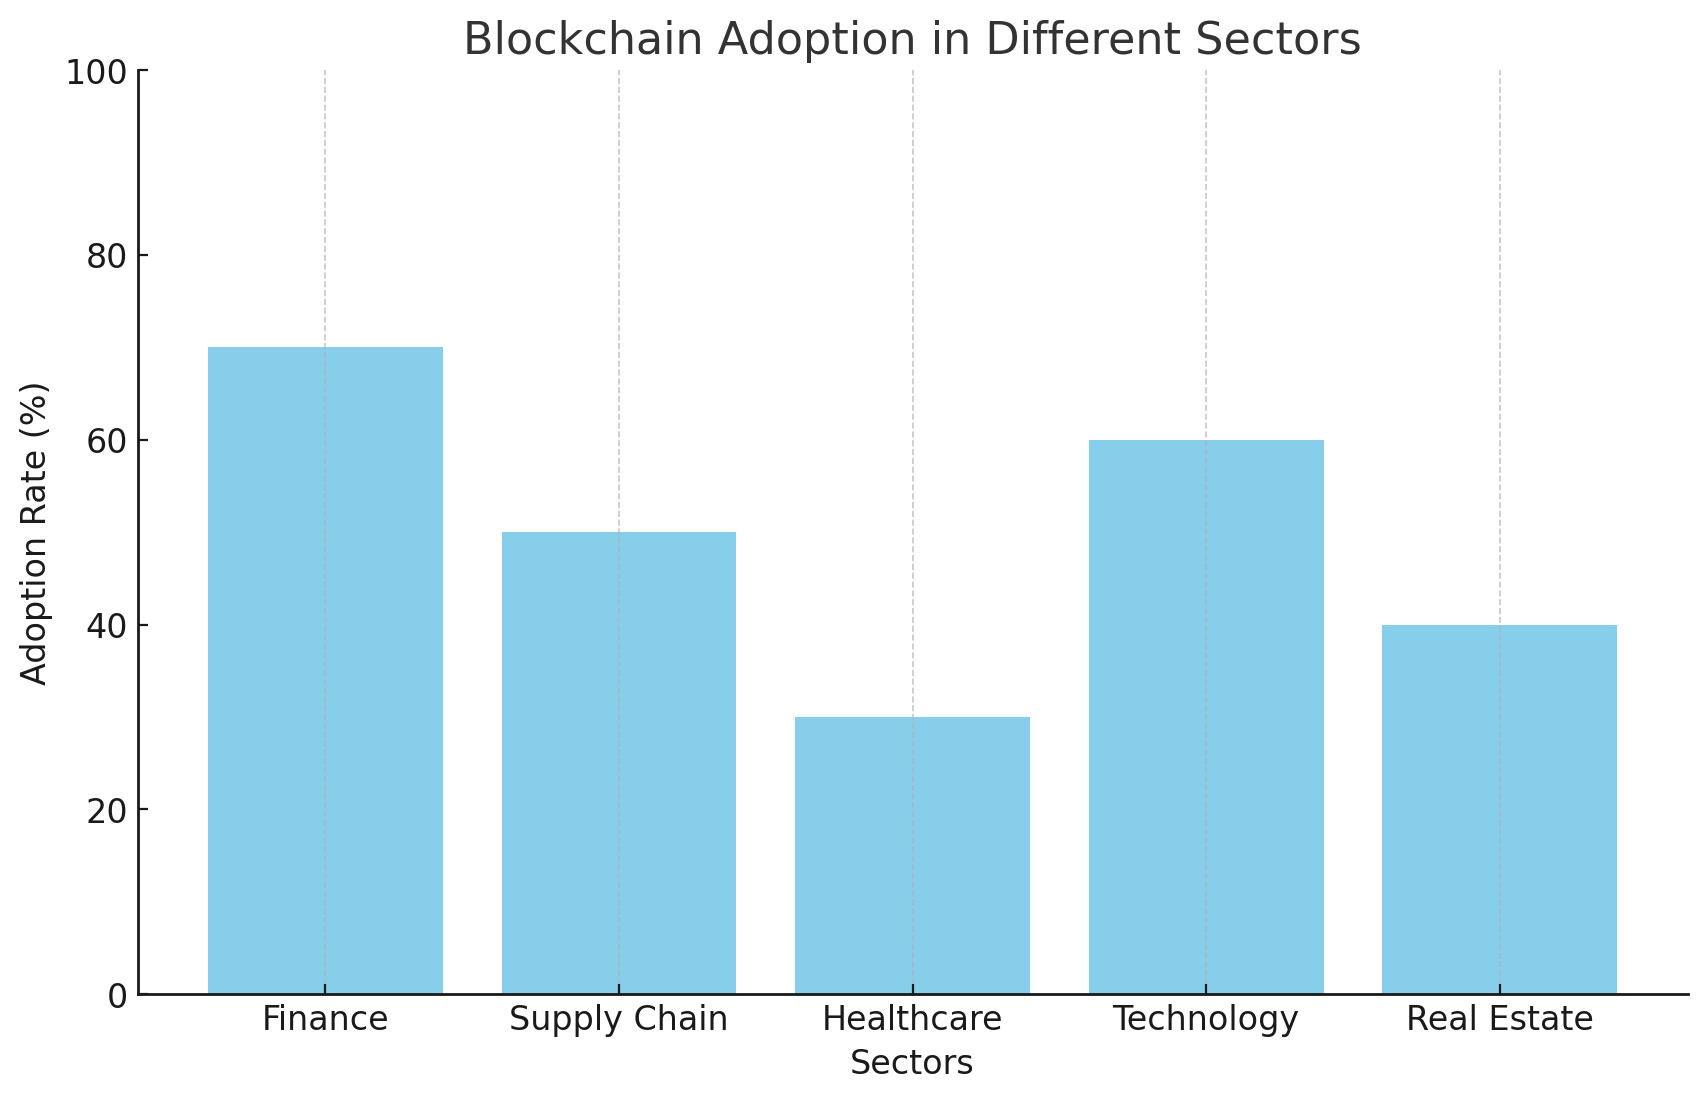 Blockchain Adoption in Different Sectors
100
80
60
40
20
0
Adoption Rate (%)
Finance Supply Chain Healthcare Technology Real Estate
Sectors